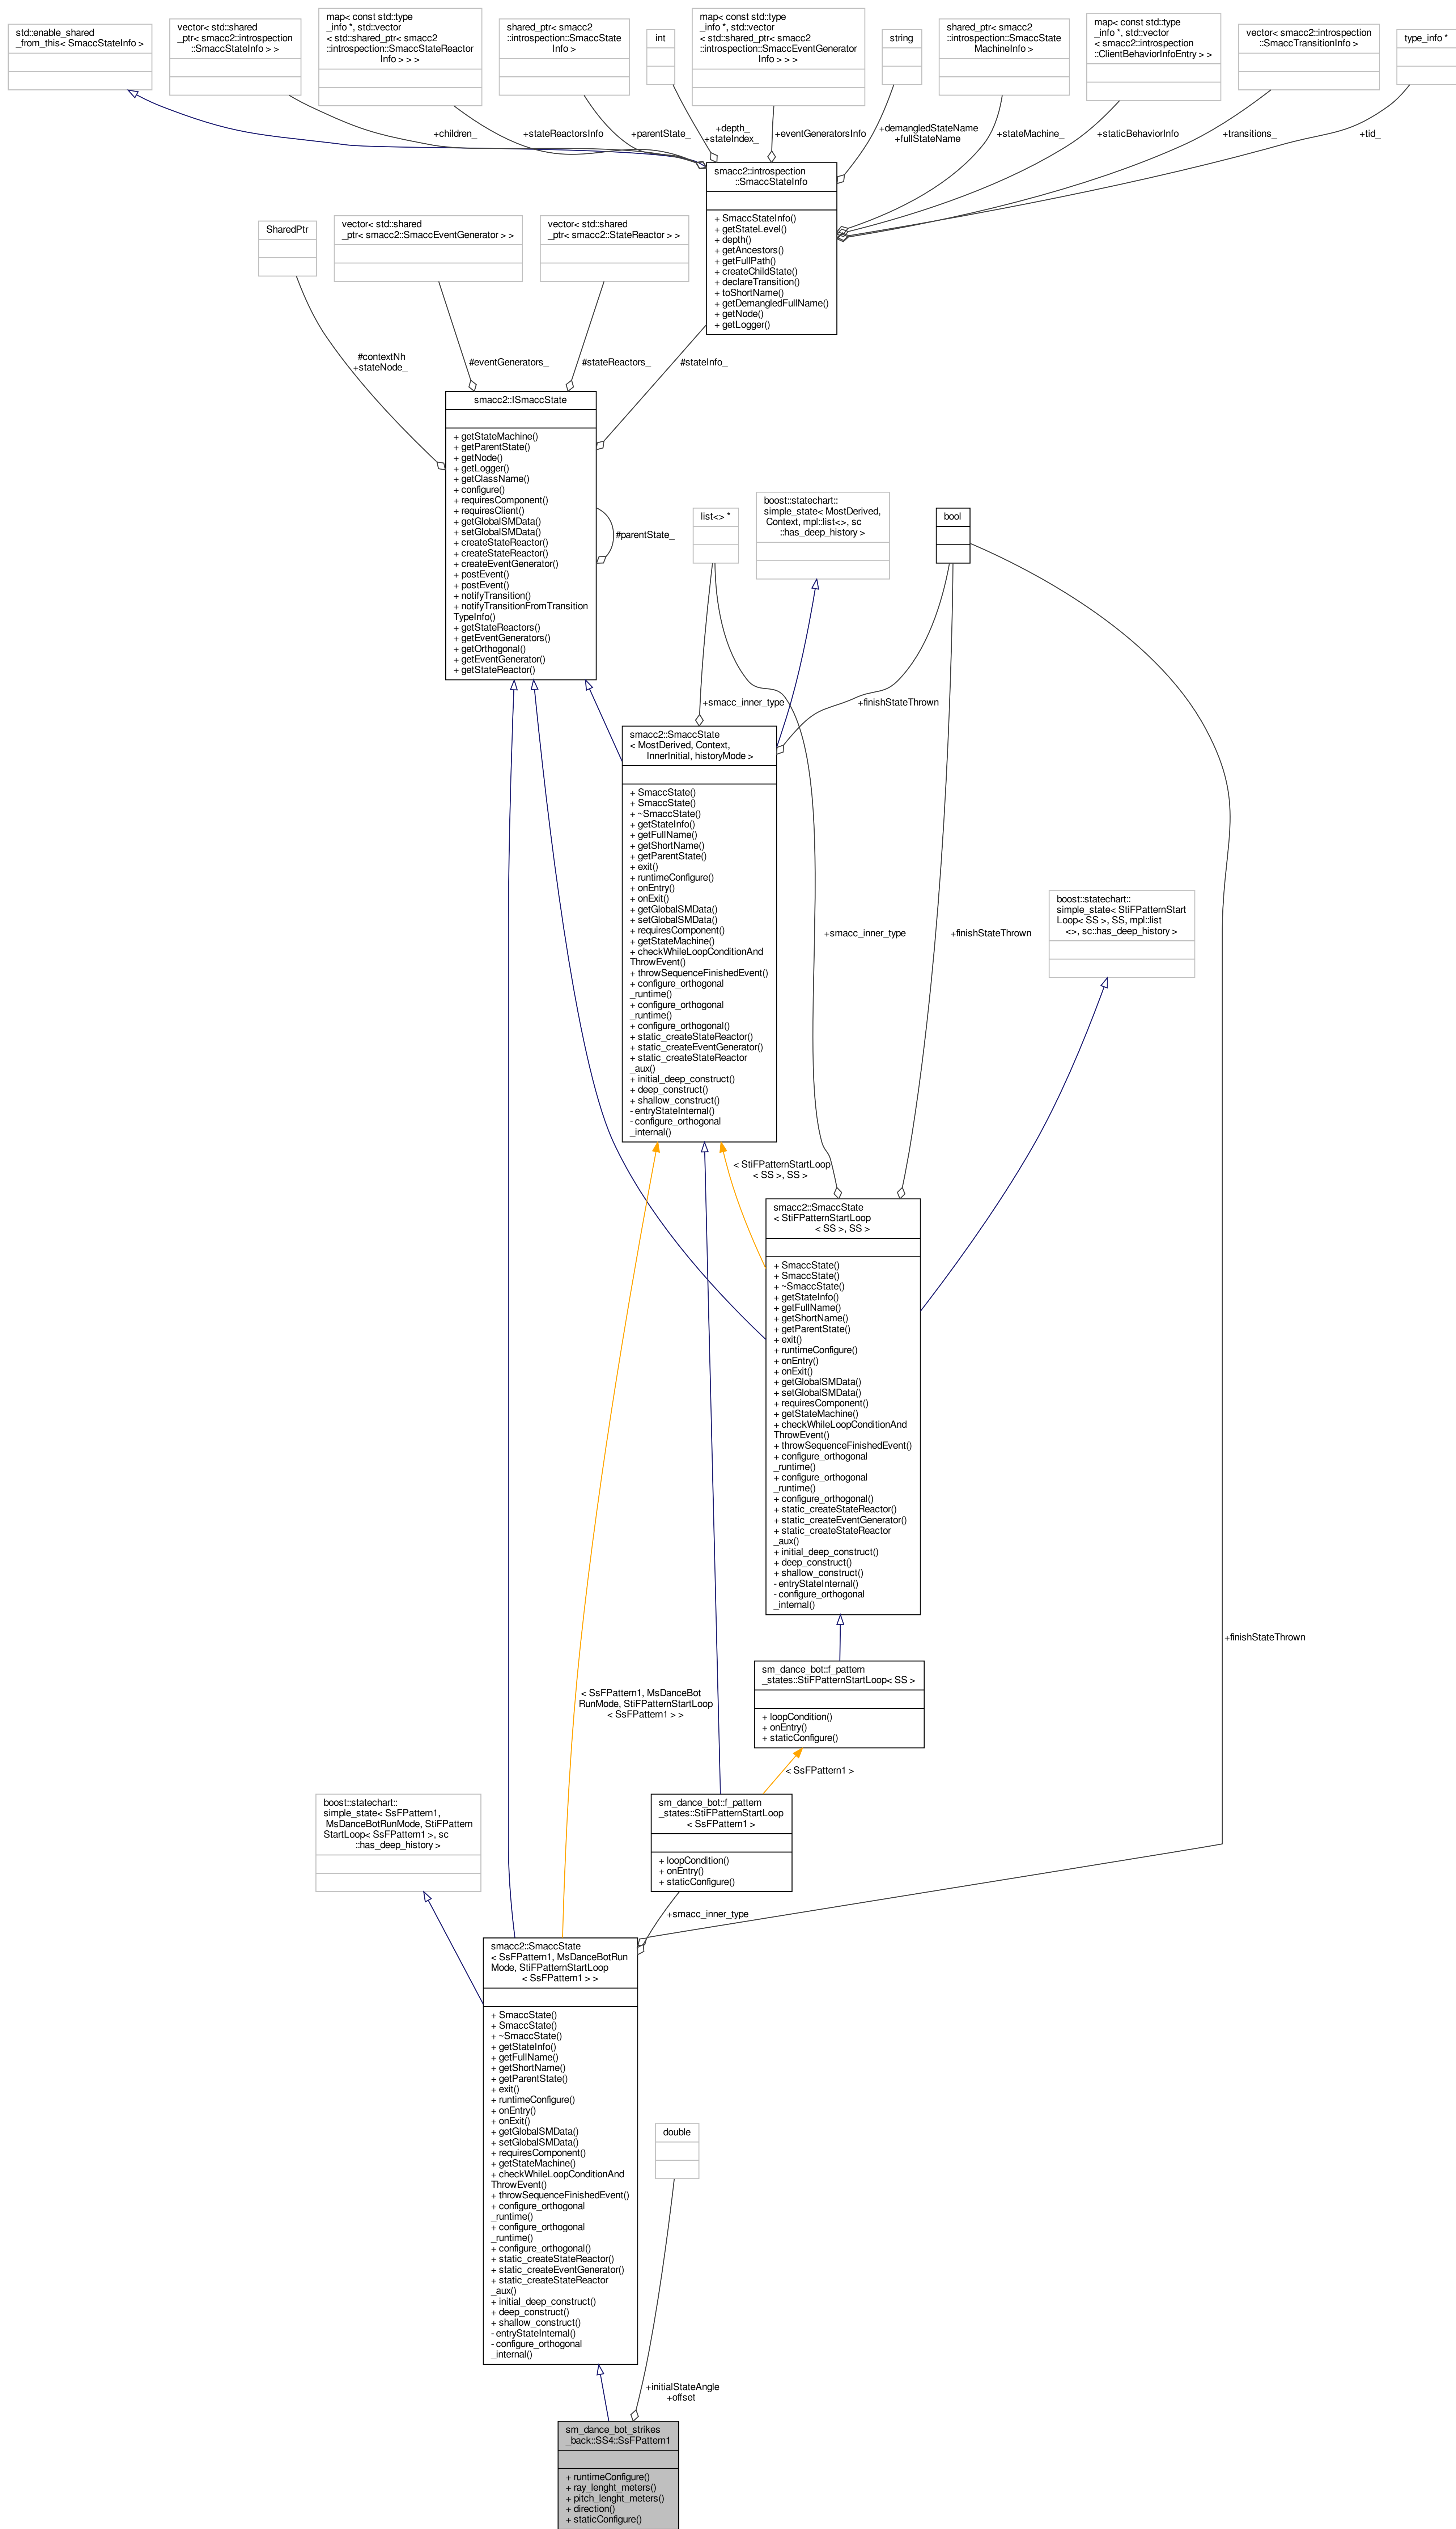 std::enable_shared
_from_this< SmaccStateInfo >
vector< std::shared
_ptr< smacc2::introspection
::SmaccStateInfo > >
map< const std::type
_info *, std::vector
< std::shared_ptr< smacc2
::introspection::SmaccStateReactor
Info > > >
shared_ptr< smacc2
::introspection::SmaccState
Info >
int
map< const std::type
_info *, std::vector
< std::shared_ptr< smacc2
::introspection::SmaccEventGenerator
Info > > >
string
shared_ptr< smacc2
::introspection::SmaccState
MachineInfo >
map< const std::type
_info *, std::vector
< smacc2::introspection
::ClientBehaviorInfoEntry > >
vector< smacc2::introspection
::SmaccTransitionInfo >
type_info *
+children_
+stateReactorsInfo
+parentState_
+depth_
+stateIndex_
+eventGeneratorsInfo
+demangledStateName
+fullStateName
+stateMachine_
+staticBehaviorInfo
+transitions_
+tid_
smacc2::introspection
::SmaccStateInfo
+ SmaccStateInfo()
+ getStateLevel()
+ depth()
+ getAncestors()
+ getFullPath()
+ createChildState()
+ declareTransition()
+ toShortName()
+ getDemangledFullName()
+ getNode()
+ getLogger()
SharedPtr
vector< std::shared
_ptr< smacc2::SmaccEventGenerator > >
vector< std::shared
_ptr< smacc2::StateReactor > >
#contextNh
+stateNode_
#eventGenerators_
#stateReactors_
#stateInfo_
smacc2::ISmaccState
+ getStateMachine()
+ getParentState()
+ getNode()
+ getLogger()
+ getClassName()
+ configure()
+ requiresComponent()
+ requiresClient()
+ getGlobalSMData()
+ setGlobalSMData()
+ createStateReactor()
+ createStateReactor()
+ createEventGenerator()
+ postEvent()
+ postEvent()
+ notifyTransition()
+ notifyTransitionFromTransition
TypeInfo()
+ getStateReactors()
+ getEventGenerators()
+ getOrthogonal()
+ getEventGenerator()
+ getStateReactor()
#parentState_
list<> *
boost::statechart::
simple_state< MostDerived,
Context, mpl::list<>, sc
::has_deep_history >
bool
+smacc_inner_type
+finishStateThrown
smacc2::SmaccState
< MostDerived, Context,
InnerInitial, historyMode >
+ SmaccState()
+ SmaccState()
+ ~SmaccState()
+ getStateInfo()
+ getFullName()
+ getShortName()
+ getParentState()
+ exit()
+ runtimeConfigure()
+ onEntry()
+ onExit()
+ getGlobalSMData()
+ setGlobalSMData()
+ requiresComponent()
+ getStateMachine()
+ checkWhileLoopConditionAnd
ThrowEvent()
+ throwSequenceFinishedEvent()
+ configure_orthogonal
_runtime()
+ configure_orthogonal
_runtime()
+ configure_orthogonal()
+ static_createStateReactor()
+ static_createEventGenerator()
+ static_createStateReactor
_aux()
+ initial_deep_construct()
+ deep_construct()
+ shallow_construct()
- entryStateInternal()
- configure_orthogonal
_internal()
+smacc_inner_type
+finishStateThrown
boost::statechart::
simple_state< StiFPatternStart
Loop< SS >, SS, mpl::list
<>, sc::has_deep_history >
< StiFPatternStartLoop
< SS >, SS >
smacc2::SmaccState
< StiFPatternStartLoop
< SS >, SS >
+ SmaccState()
+ SmaccState()
+ ~SmaccState()
+ getStateInfo()
+ getFullName()
+ getShortName()
+ getParentState()
+ exit()
+ runtimeConfigure()
+ onEntry()
+ onExit()
+ getGlobalSMData()
+ setGlobalSMData()
+ requiresComponent()
+ getStateMachine()
+ checkWhileLoopConditionAnd
ThrowEvent()
+ throwSequenceFinishedEvent()
+ configure_orthogonal
_runtime()
+ configure_orthogonal
_runtime()
+ configure_orthogonal()
+ static_createStateReactor()
+ static_createEventGenerator()
+ static_createStateReactor
_aux()
+ initial_deep_construct()
+ deep_construct()
+ shallow_construct()
- entryStateInternal()
- configure_orthogonal
_internal()
+finishStateThrown
sm_dance_bot::f_pattern
_states::StiFPatternStartLoop< SS >
+ loopCondition()
+ onEntry()
+ staticConfigure()
< SsFPattern1, MsDanceBot
RunMode, StiFPatternStartLoop
< SsFPattern1 > >
< SsFPattern1 >
boost::statechart::
simple_state< SsFPattern1,
MsDanceBotRunMode, StiFPattern
StartLoop< SsFPattern1 >, sc
::has_deep_history >
sm_dance_bot::f_pattern
_states::StiFPatternStartLoop
< SsFPattern1 >
+ loopCondition()
+ onEntry()
+ staticConfigure()
+smacc_inner_type
smacc2::SmaccState
< SsFPattern1, MsDanceBotRun
Mode, StiFPatternStartLoop
< SsFPattern1 > >
+ SmaccState()
+ SmaccState()
+ ~SmaccState()
+ getStateInfo()
+ getFullName()
+ getShortName()
+ getParentState()
+ exit()
+ runtimeConfigure()
+ onEntry()
+ onExit()
+ getGlobalSMData()
+ setGlobalSMData()
+ requiresComponent()
+ getStateMachine()
+ checkWhileLoopConditionAnd
ThrowEvent()
+ throwSequenceFinishedEvent()
+ configure_orthogonal
_runtime()
+ configure_orthogonal
_runtime()
+ configure_orthogonal()
+ static_createStateReactor()
+ static_createEventGenerator()
+ static_createStateReactor
_aux()
+ initial_deep_construct()
+ deep_construct()
+ shallow_construct()
- entryStateInternal()
- configure_orthogonal
_internal()
double
+initialStateAngle
+offset
sm_dance_bot_strikes
_back::SS4::SsFPattern1
+ runtimeConfigure()
+ ray_lenght_meters()
+ pitch_lenght_meters()
+ direction()
+ staticConfigure()